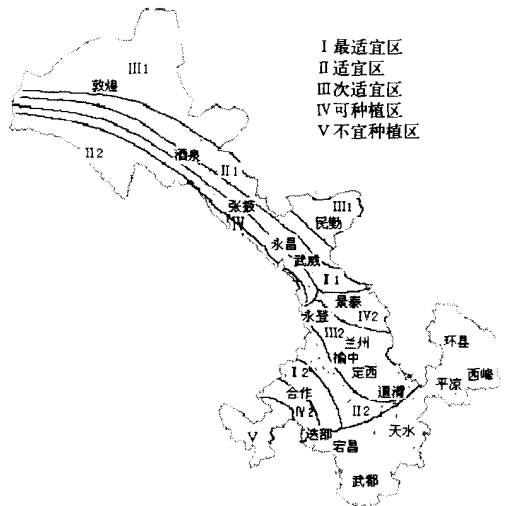 Ⅰ最适宜区
Ⅱ适宜区
Ⅲ次适宜区
Ⅳ可种植区
Ⅴ不宜种植区
Ⅲ1
敦煌
Ⅱ2
酒泉
Ⅱ1
张掖
Ⅳ
Ⅲ1
民勤
永昌
武威
Ⅱ1
景泰
永登
Ⅳ2
Ⅲ2
兰州
榆中
定西
环县
西峰
平凉
通渭
Ⅰ2
合作
Ⅳ2
Ⅱ2
Ⅴ
迭部
宕昌
天水
武都